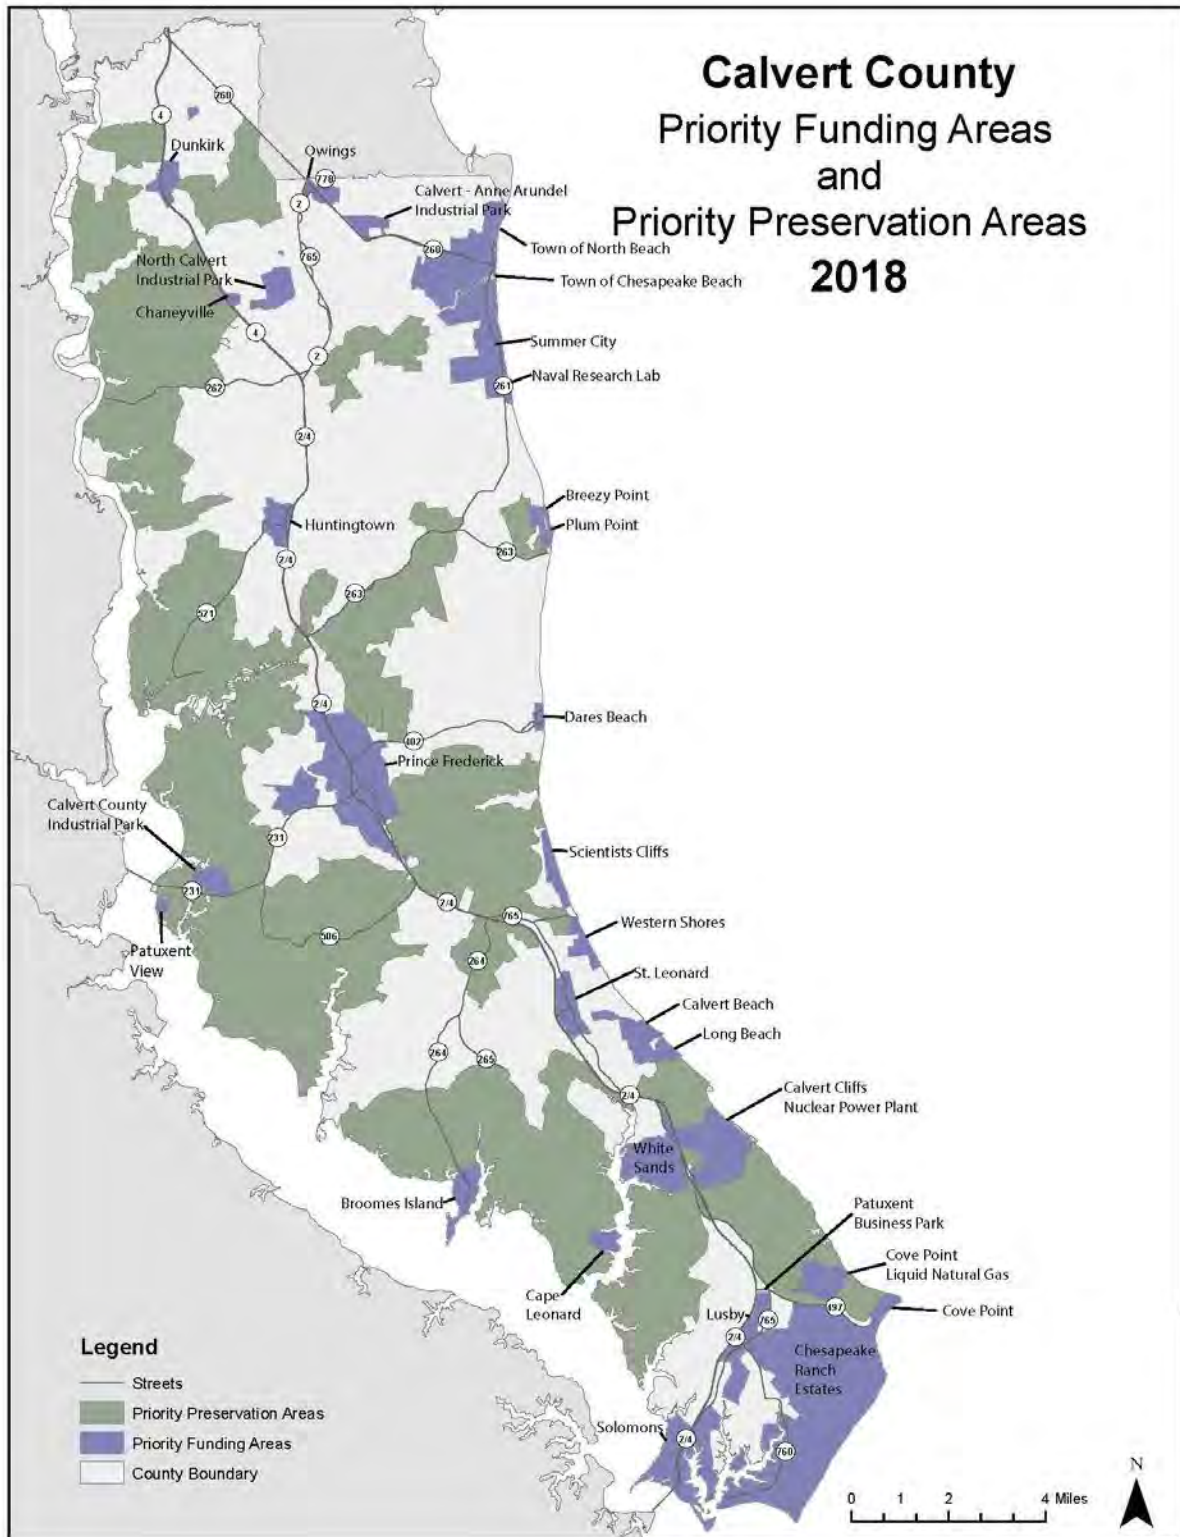 Calvert County
Priority Funding Areas
and
Priority Preservation Areas
2018
260
4
Dunkirk
Owings
778
2
Calvert - Anne Arundel
Industrial Park
260
Town of North Beach
765
North Calvert
Industrial Park
Town of Chesapeake Beach
Chaneyville
4
Summer City
2
Naval Research Lab
262
261
2/4
Breezy Point
Huntingtown
Plum Point
263
2/4
263
521
2/4
Dares Beach
402
Prince Frederick
Calvert County
Industrial Park
231
Scientists Cliffs
231
2/4
765
Western Shores
506
Patuxent
View
264
St. Leonard
Calvert Beach
Long Beach
264
265
Calvert Cliffs
Nuclear Power Plant
2/4
White
Sands
Broomes Island
Patuxent
Business Park
Cove Point
Liquid Natural Gas
Cape
Leonard
Lusby
497
Cove Point
765
2/4
Chesapeake
Ranch
Estates
Solomons
2/4
760
Legend
Streets
Priority Preservation Areas
Priority Funding Areas
County Boundary
0 1 2 4 Miles
N